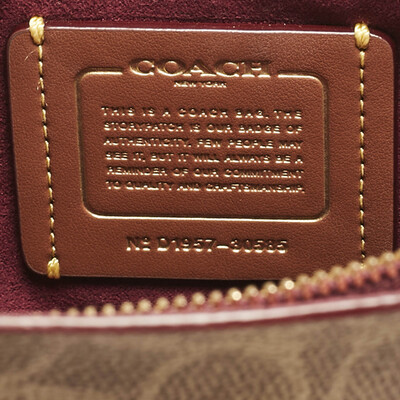 COACH
NEW YORK
THIS IS A COACH BAG. THE
STORYPATCH IS OUR BADGE OF
AUTHENTICITY. FEW PEOPLE MAY
SEE IT, BUT IT WILL ALWAYS BE A
REMINDER OF OUR COMMITMENT
TO QUALITY AND CRAFTSMANSHIP.
No D1957-30585